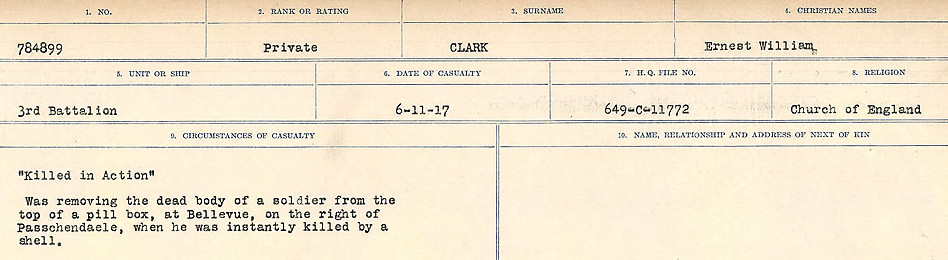 1. NO. 2. RANK OR RATING 3. SURNAME 4. CHRISTIAN NAMES
784899 Private CLARK Ernest William,
5. UNIT OR SHIP 6. DATE OF CASUALTY 7. H.Q. FILE NO. 8. RELIGION
3rd Battalion 6-11-17 649-C-11772 Church of England
9. CIRCUMSTANCES OF CASUALTY 10. NAME, RELATIONSHIP AND ADDRESS OF NEXT OF KIN
"Killed in Action"
Was removing the dead body of a soldier from the
top of a pill box, at Bellevue, on the right of
Passchendaele, when he was instantly killed by a
shell.